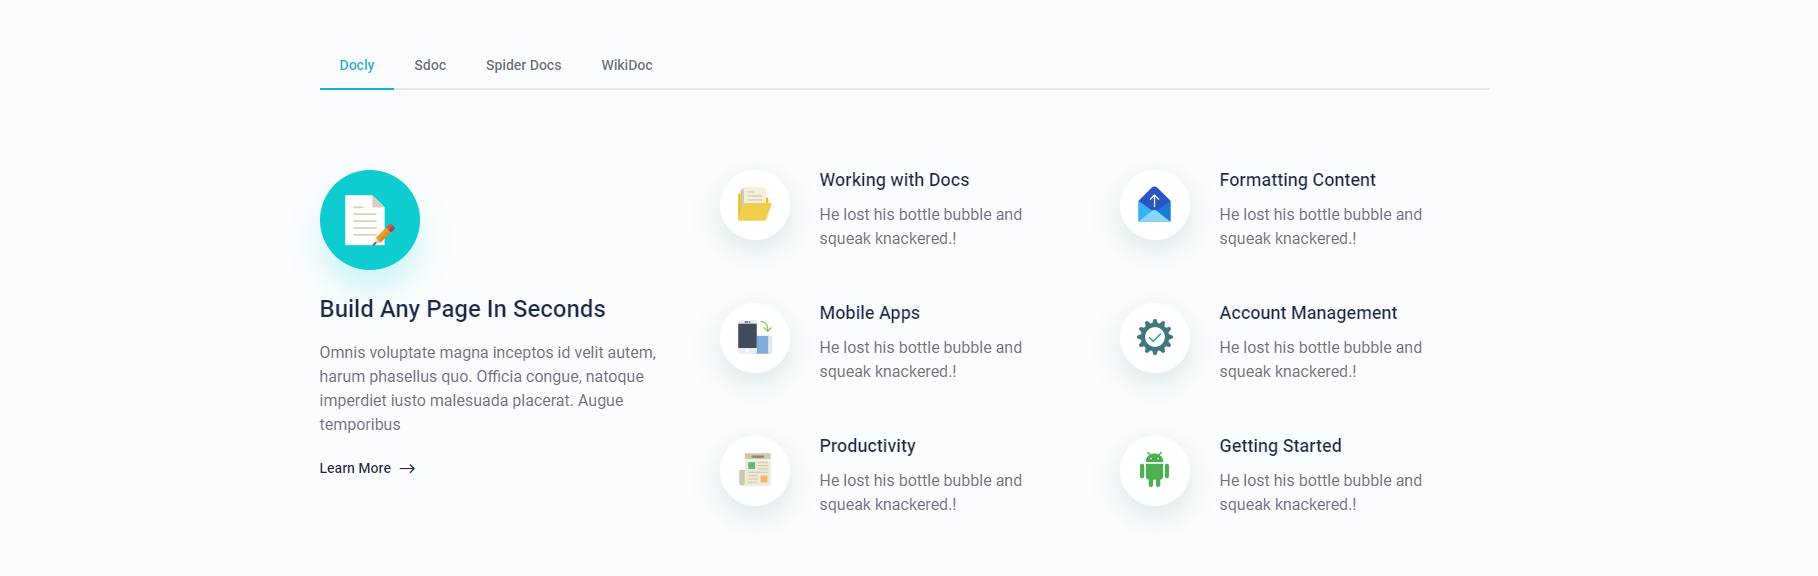 Docly Sdoc Spider Docs WikiDoc
Build Any Page In Seconds
Omnis voluptate magna inceptos id velit autem,
harum phasellus quo. Officia congue, natoque
imperdiet iusto malesuada placerat. Augue
temporibus
Learn More →
Working with Docs
He lost his bottle bubble and
squeak knackered.!
Formatting Content
He lost his bottle bubble and
squeak knackered.!
Mobile Apps
He lost his bottle bubble and
squeak knackered.!
Account Management
He lost his bottle bubble and
squeak knackered.!
Productivity
He lost his bottle bubble and
squeak knackered.!
Getting Started
He lost his bottle bubble and
squeak knackered.!